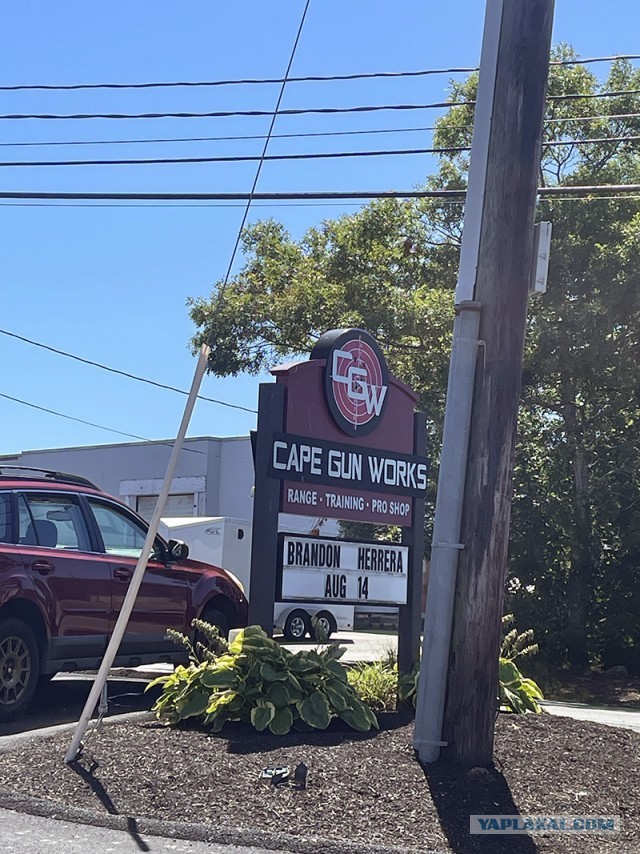 CGW
CAPE GUN WORKS
RANGE · TRAINING · PRO SHOP
BRANDON HERRERA
AUG 14
YAPLAKAL.COM